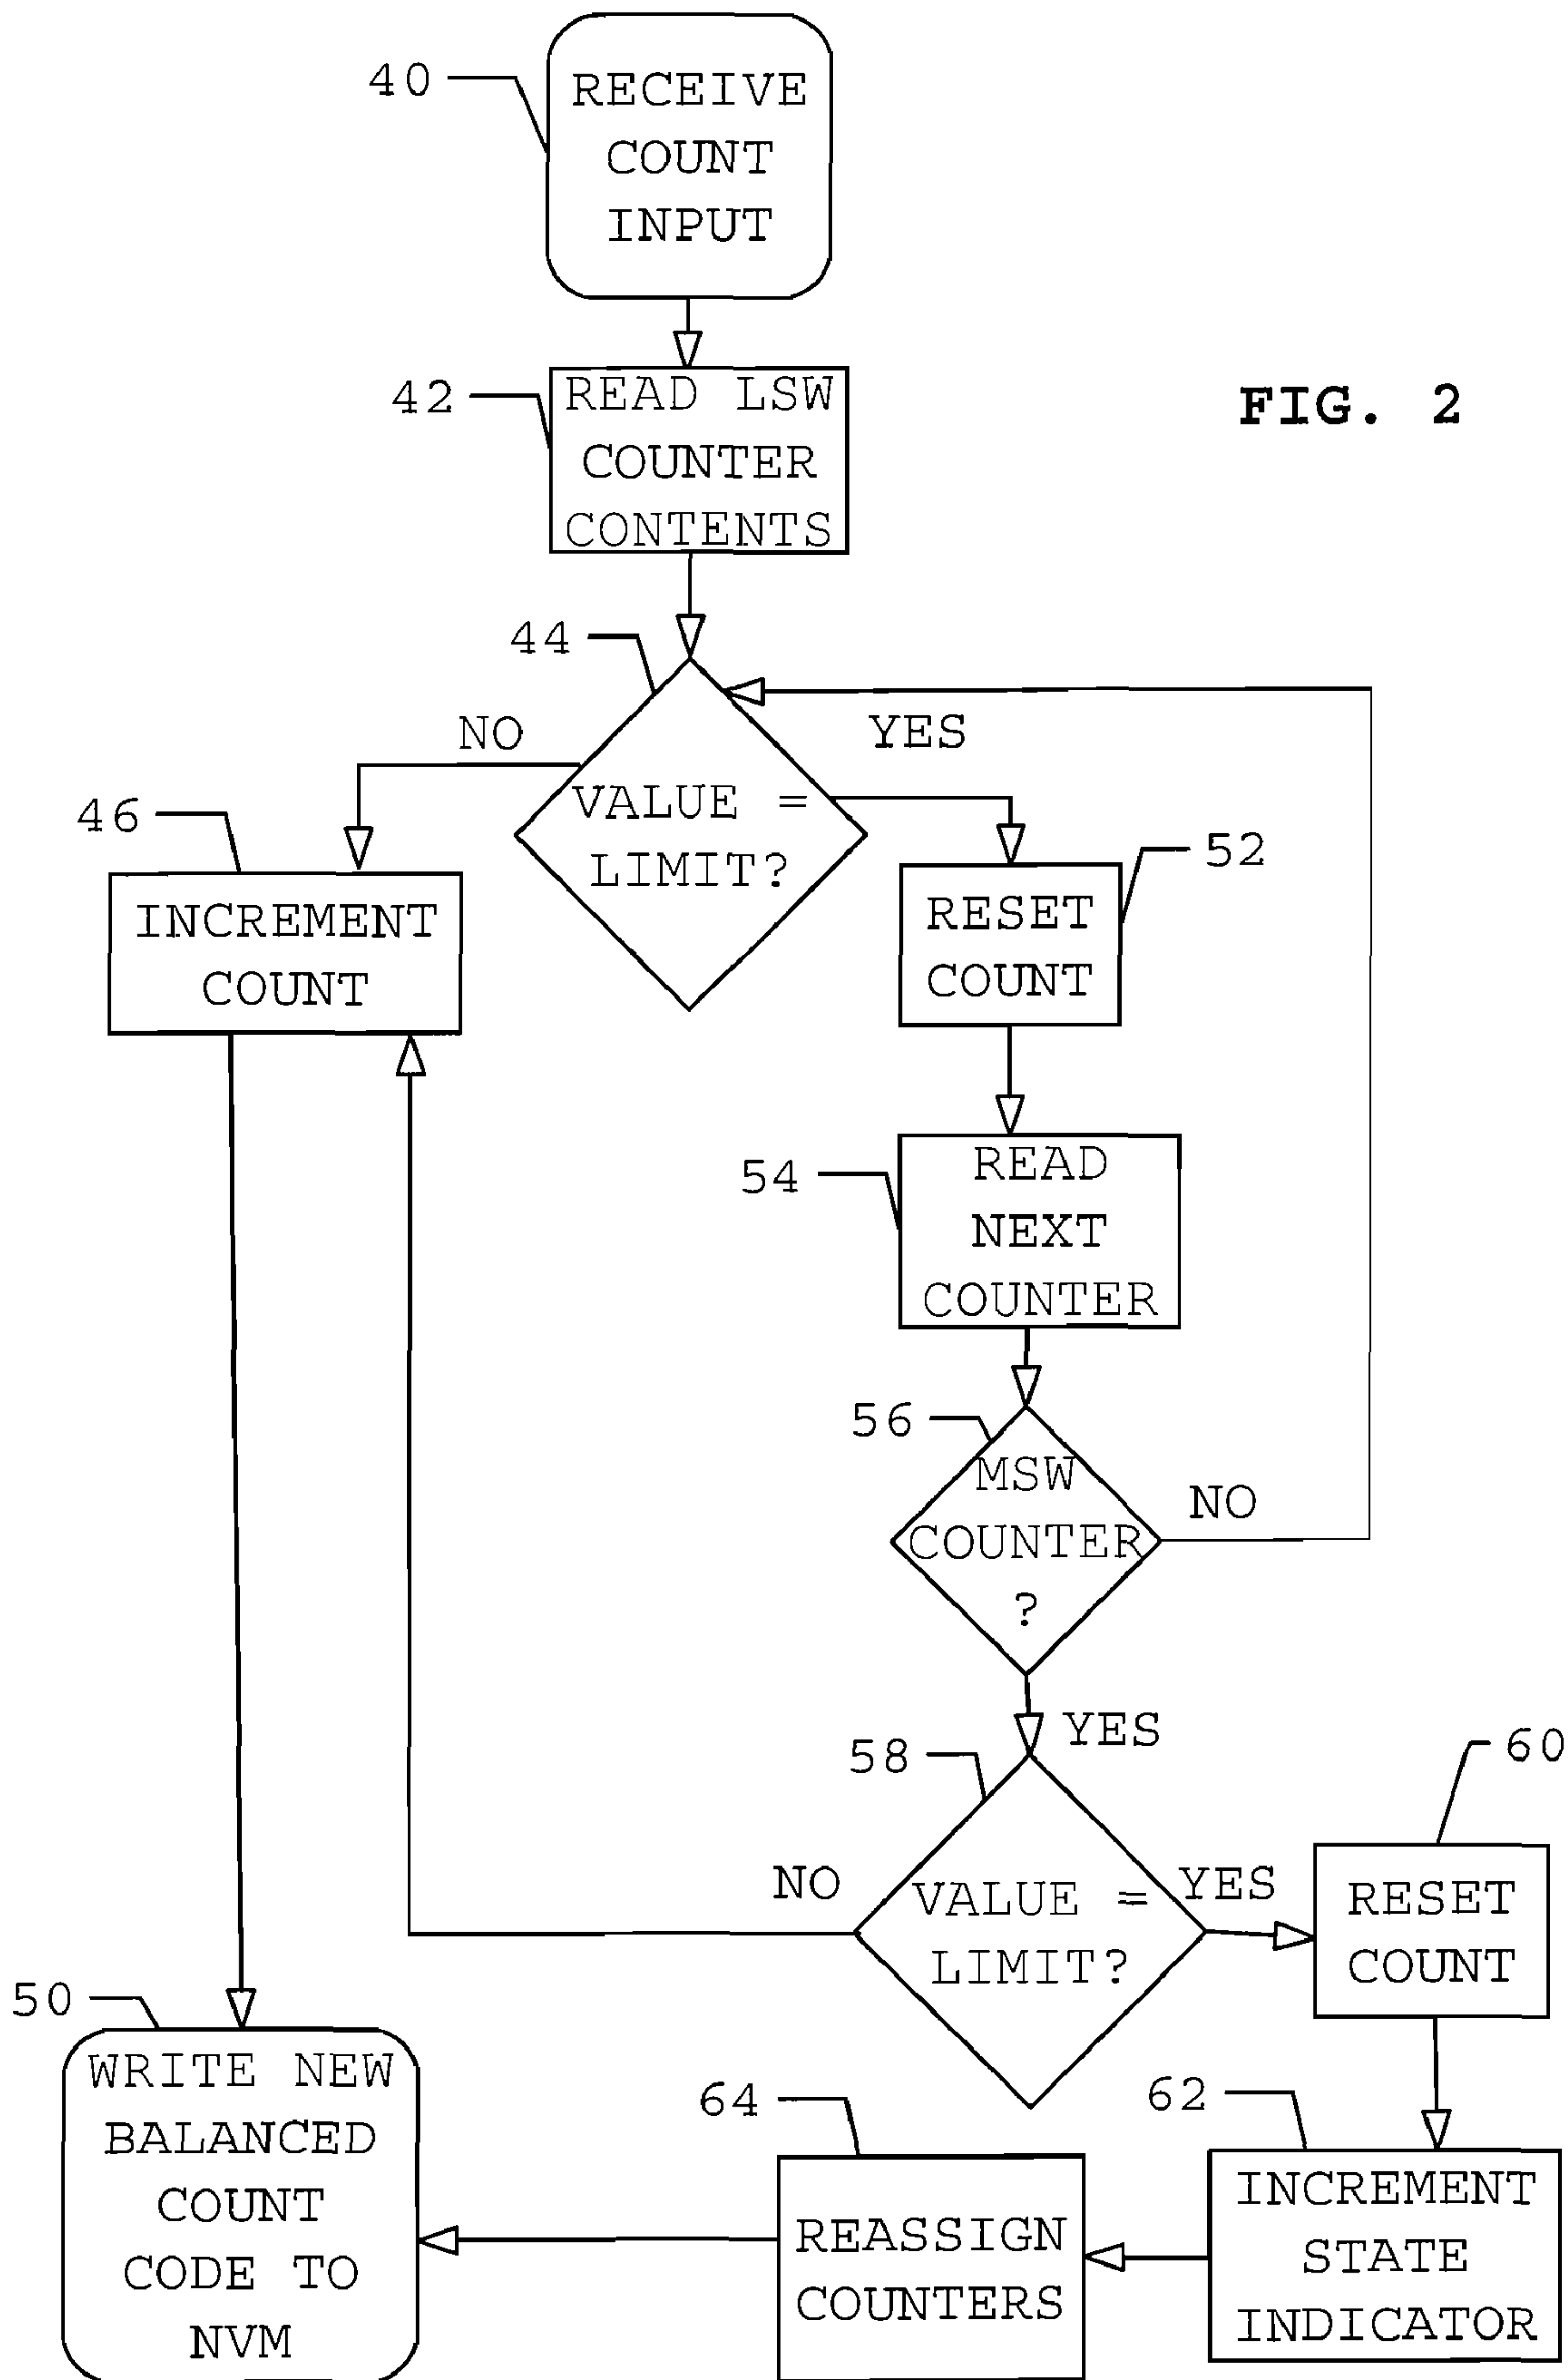 40
RECEIVE
COUNT
INPUT
42
READ LSW
COUNTER
CONTENTS
FIG. 2
44
NO
YES
VALUE =
LIMIT?
46
INCREMENT
COUNT
52
RESET
COUNT
54
READ
NEXT
COUNTER
56
MSW
COUNTER
?
NO
YES
58
VALUE =
LIMIT?
NO
YES
60
RESET
COUNT
50
WRITE NEW
BALANCED
COUNT
CODE TO
NVM
64
REASSIGN
COUNTERS
62
INCREMENT
STATE
INDICATOR